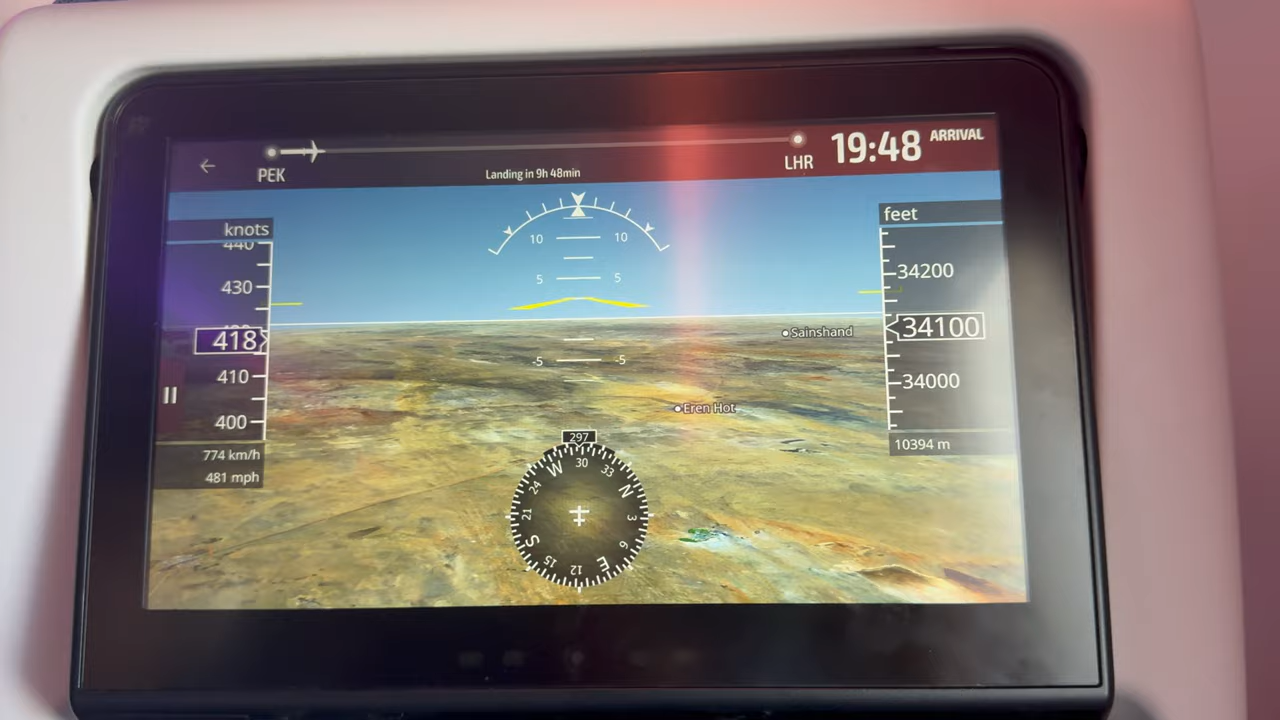 19:48 ARRIVAL
PEK
Landing in 9h 48min
LHR
knots
feet
440
10 10
34200
430
5 5
418
34100
Sainshand
-5 -5
410
34000
Eren Hot
400
297
10394 m
774 km/h
481 mph
30
33
N
3
6
E
12
15
S
21
24
W